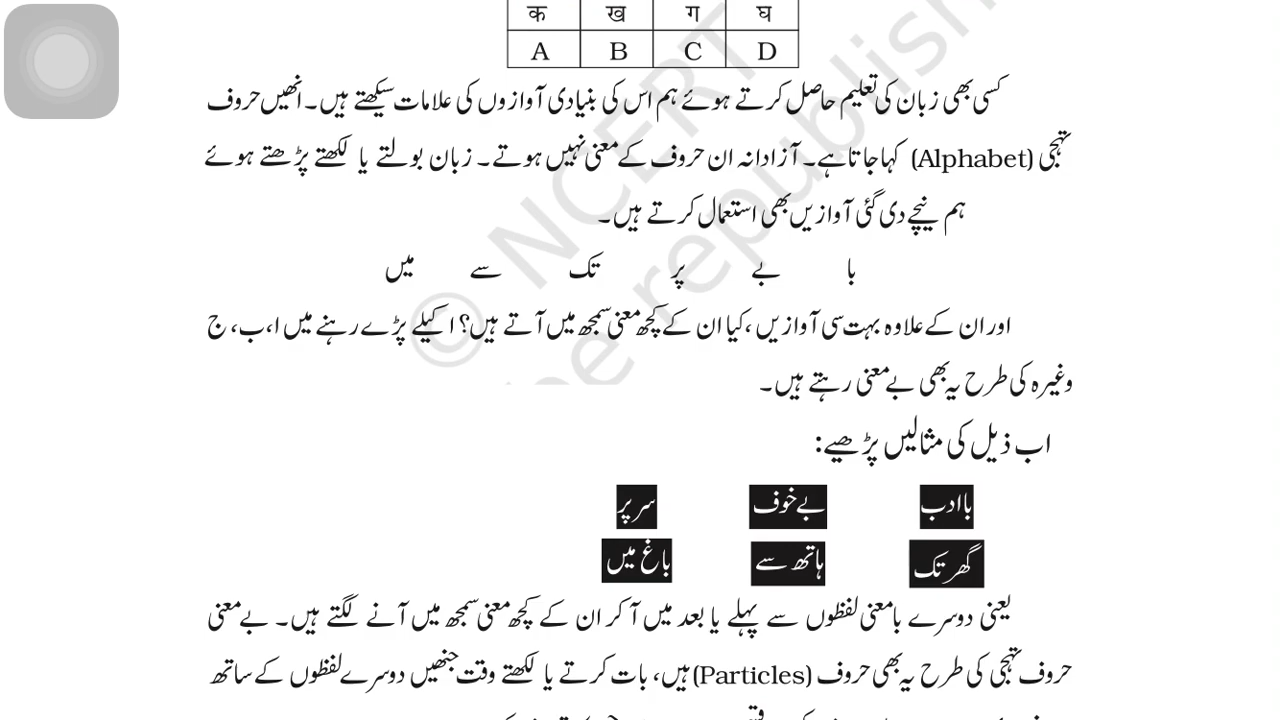 क ख ग घ
A B C D
کسی بھی زبان کی تعلیم حاصل کرتے ہوئے ہم اس کی بنیادی آوازوں کی علامات سیکھتے ہیں۔ انھیں حروف
تہجی (Alphabet) کہا جاتا ہے۔ آزادانہ ان حروف کے معنی نہیں ہوتے۔ زبان بولتے یا لکھتے پڑھتے ہوئے
ہم نیچے دی گئی آوازیں بھی استعمال کرتے ہیں۔
با بے پر تک سے میں
اور ان کے علاوہ بہت سی آوازیں، کیا ان کے کچھ معنی سمجھ میں آتے ہیں؟ اکیلے پڑے رہنے میں ا، ب، ج
وغیرہ کی طرح یہ بھی بے معنی رہتے ہیں۔
اب ذیل کی مثالیں پڑھیے:
باادب بے خوف سر پر
گھر تک ہاتھ سے باغ میں
یعنی دوسرے بامعنی لفظوں سے پہلے یا بعد میں آکر ان کے کچھ معنی سمجھ میں آنے لگتے ہیں۔ بے معنی
حروف تہجی کی طرح یہ بھی حروف (Particles) ہیں، بات کرتے یا لکھتے وقت جنھیں دوسرے لفظوں کے ساتھ
© NCERT
be republish